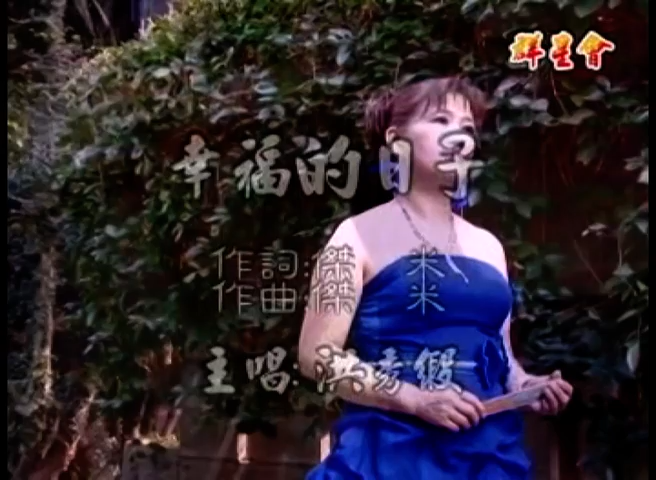 群星會
幸福的日子
作詞:傑 米
作曲:傑 米
主唱:洪秀緞